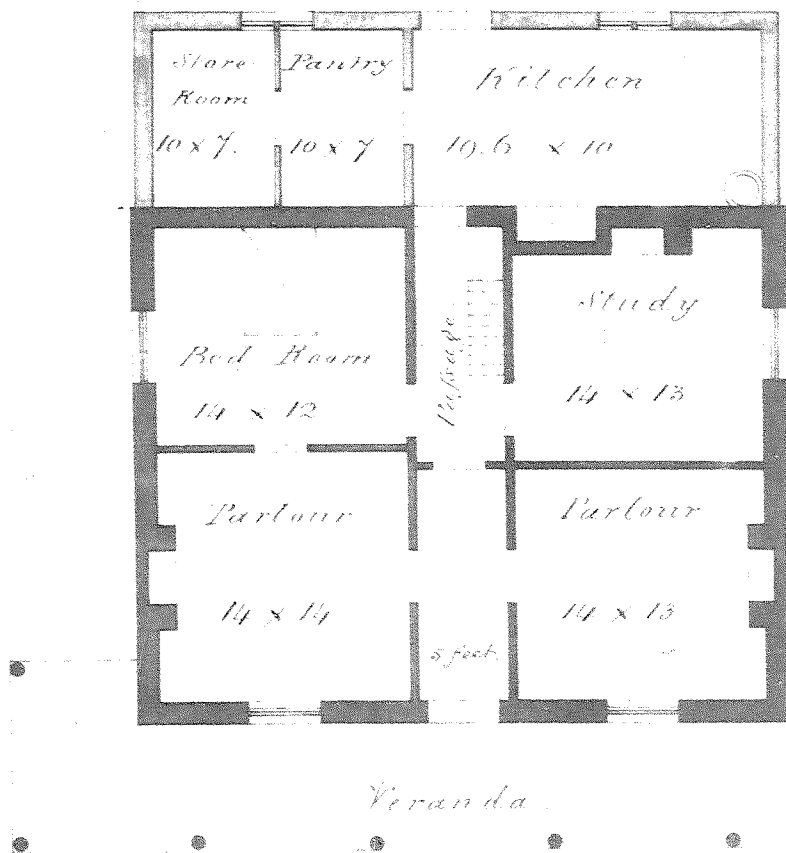 Store
Room
10 x 7.
Pantry
10 x 7
Kitchen
19.6 x 10
Bed Room
14 x 12
Passage
Study
14 x 13
Parlour
14 x 14
5 feet.
Parlour
14 x 13
Veranda